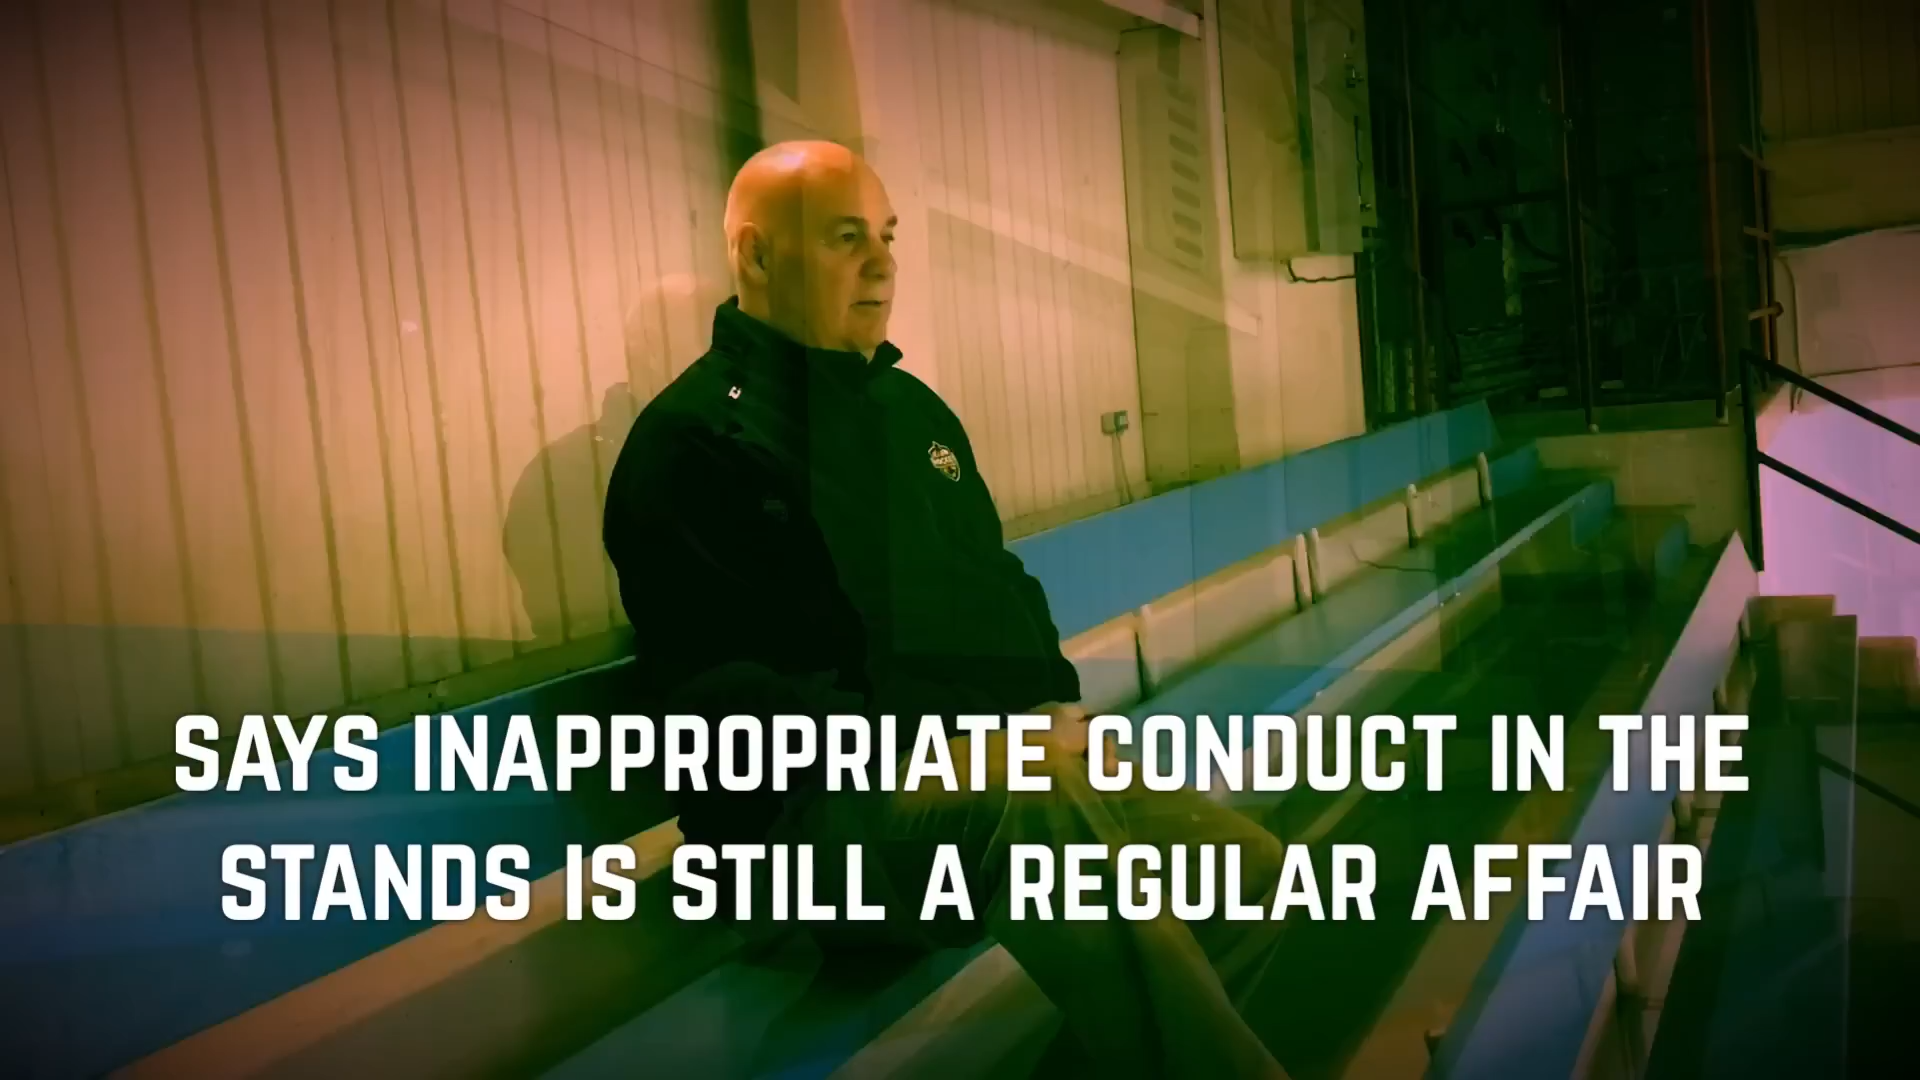 SAYS INAPPROPRIATE CONDUCT IN THE
STANDS IS STILL A REGULAR AFFAIR